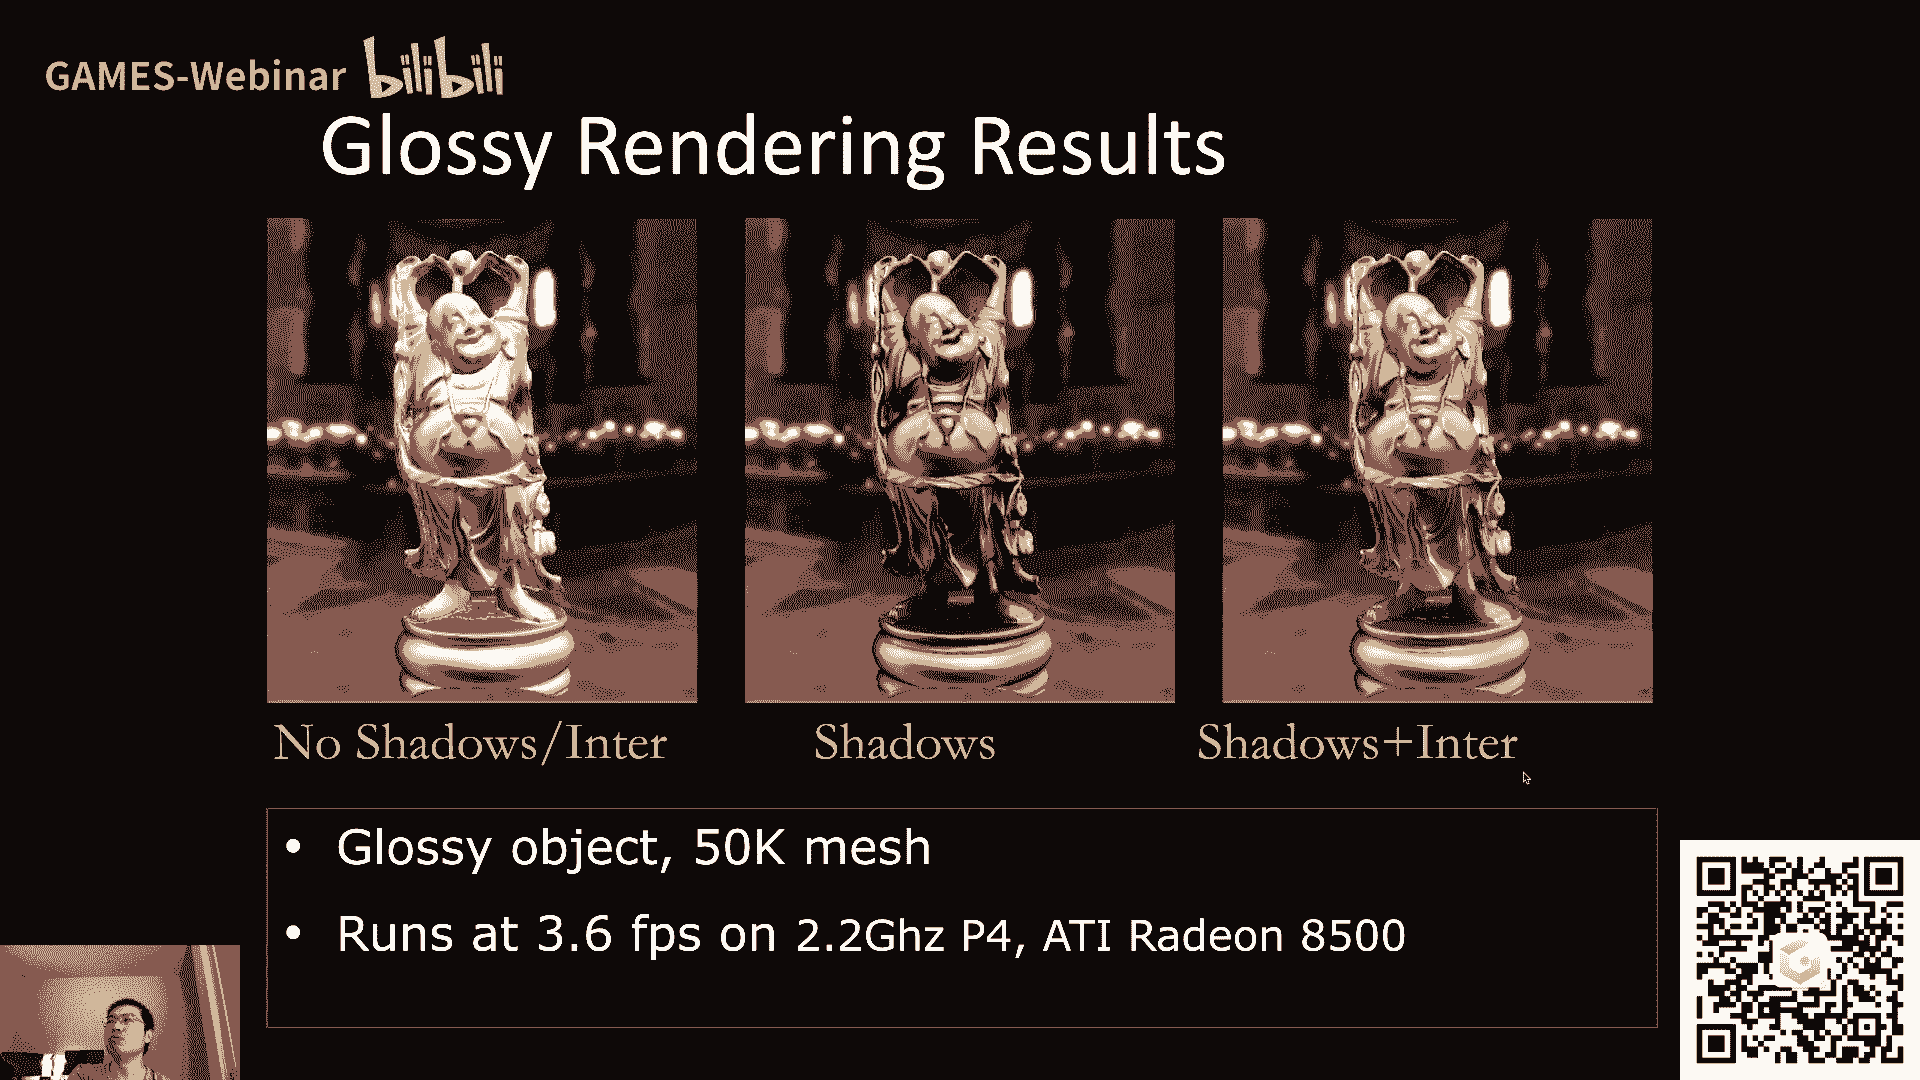 GAMES-Webinar bilibili
Glossy Rendering Results
No Shadows/Inter
Shadows
Shadows+Inter
• Glossy object, 50K mesh
• Runs at 3.6 fps on 2.2Ghz P4, ATI Radeon 8500